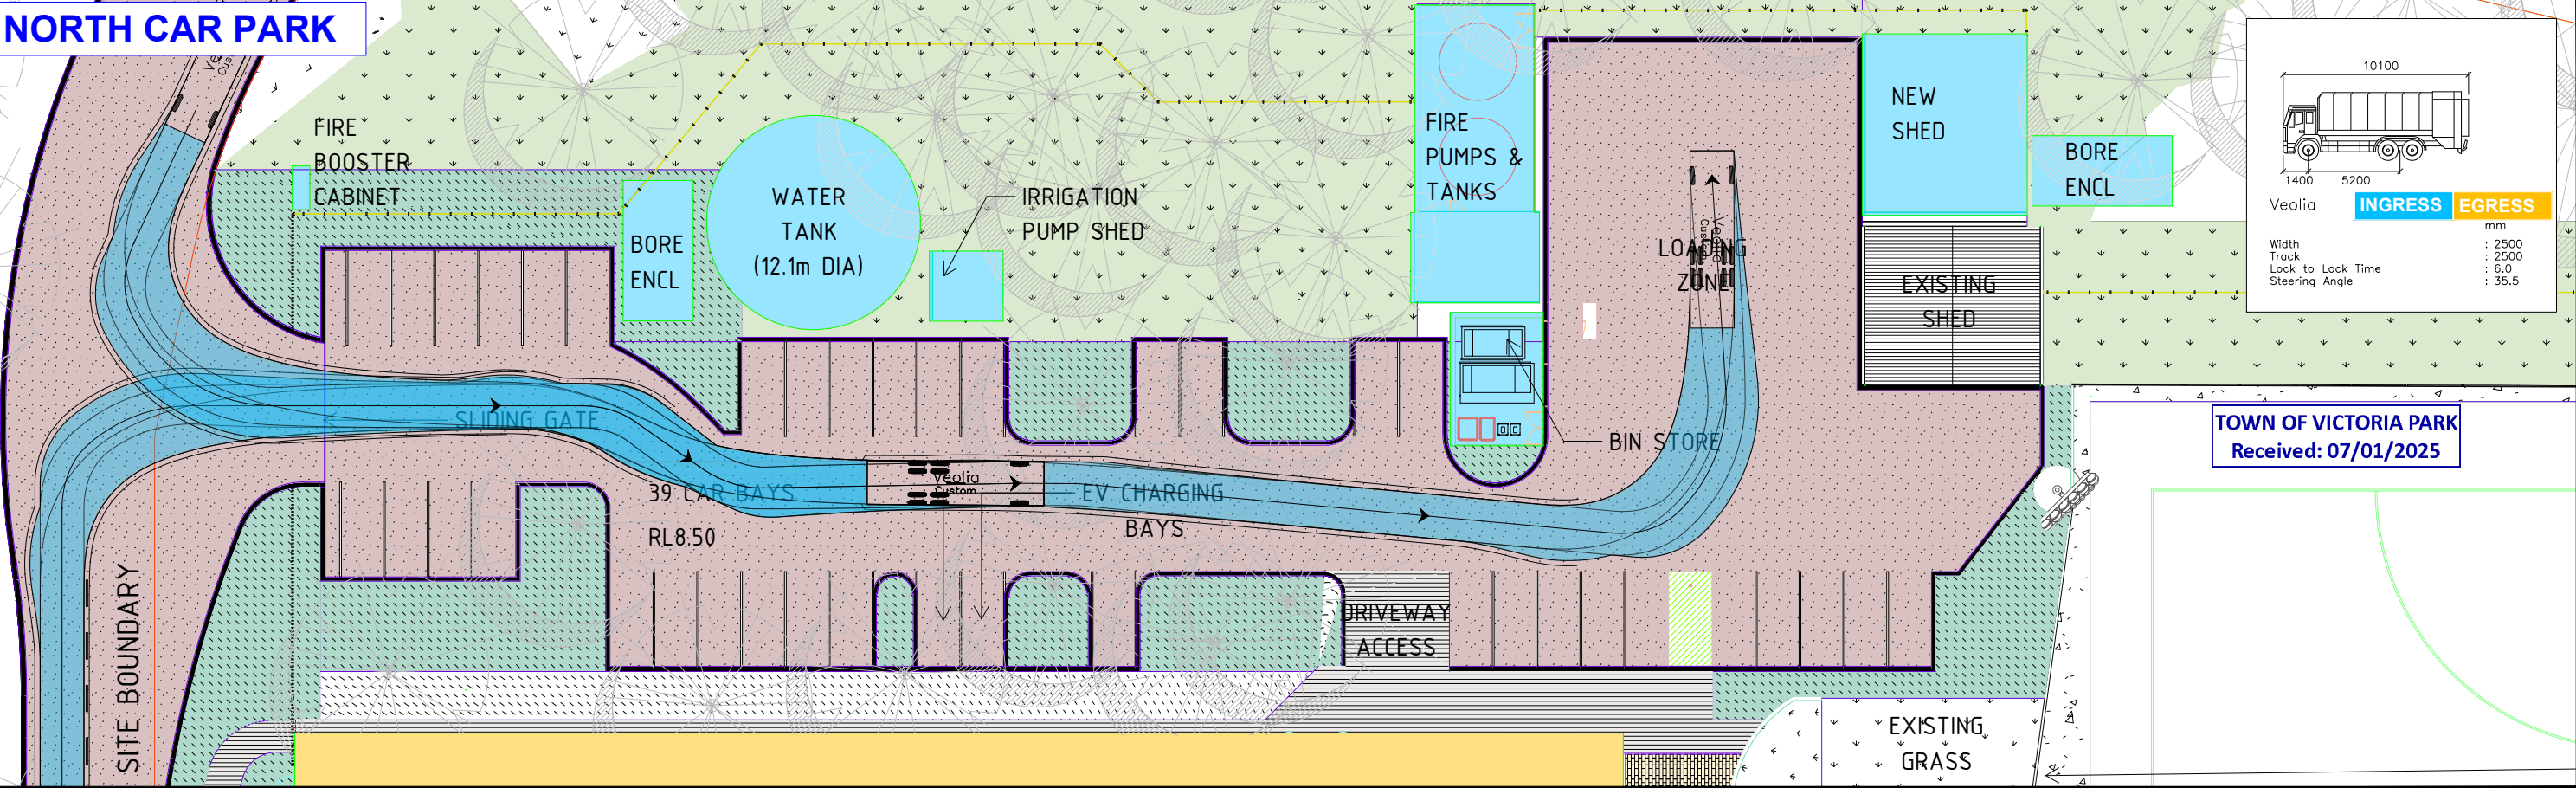 NORTH CAR PARK
FIRE
BOOSTER
CABINET
BORE
ENCL
WATER
TANK
(12.1m DIA)
IRRIGATION
PUMP SHED
FIRE
PUMPS &
TANKS
LOADING
ZONE
Veolia
Custom
NEW
SHED
EXISTING
SHED
BORE
ENCL
10100
1400
5200
Veolia
INGRESS
EGRESS
mm
Width : 2500
Track : 2500
Lock to Lock Time : 6.0
Steering Angle : 35.5
SLIDING GATE
39 CAR BAYS
RL8.50
Veolia
Custom
EV CHARGING
BAYS
BIN STORE
TOWN OF VICTORIA PARK
Received: 07/01/2025
SITE BOUNDARY
DRIVEWAY
ACCESS
EXISTING
GRASS